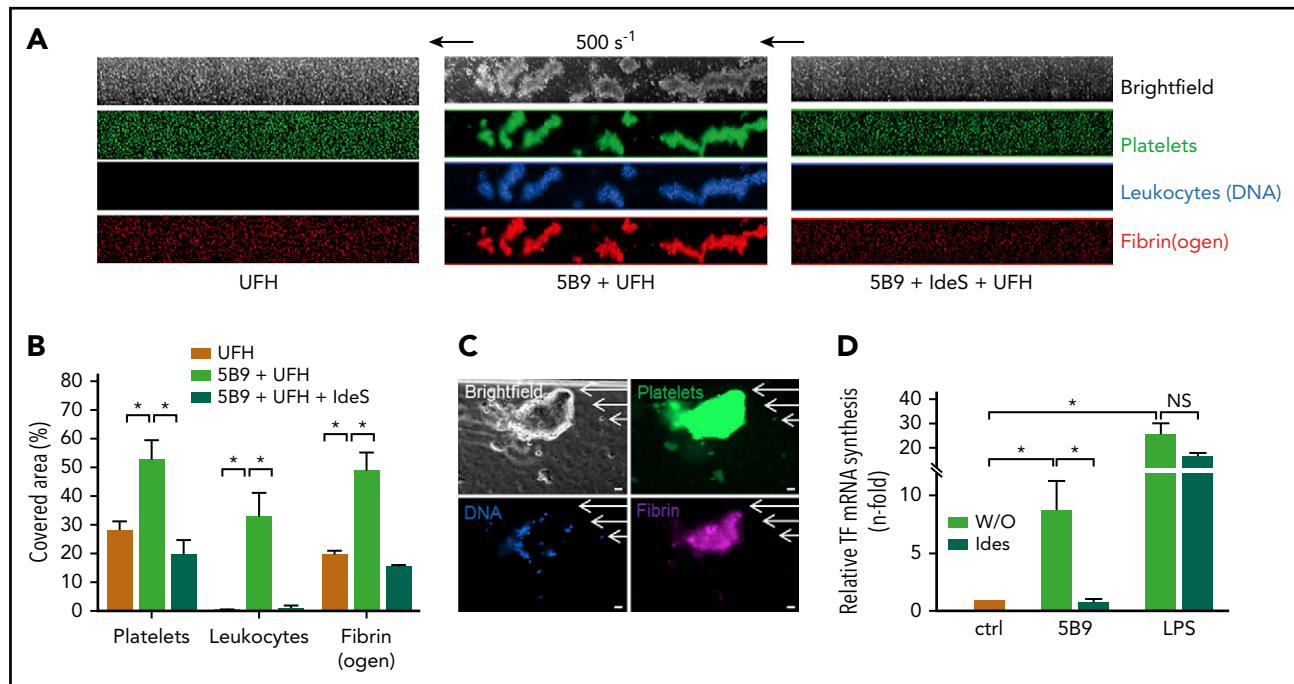 A
500 s-1
Brightfield
Platelets
Leukocytes (DNA)
Fibrin(ogen)
UFH
5B9 + UFH
5B9 + IdeS + UFH
B
UFH
5B9 + UFH
5B9 + UFH + IdeS
Covered area (%)
80
70
60
50
40
30
20
10
0
* *
* *
* *
Platelets
Leukocytes
Fibrin
(ogen)
C
Brightfield
Platelets
DNA
Fibrin
D
Relative TF mRNA synthesis
(n-fold)
40
30
20
10
5
0
*
NS
* *
W/O
Ides
ctrl
5B9
LPS